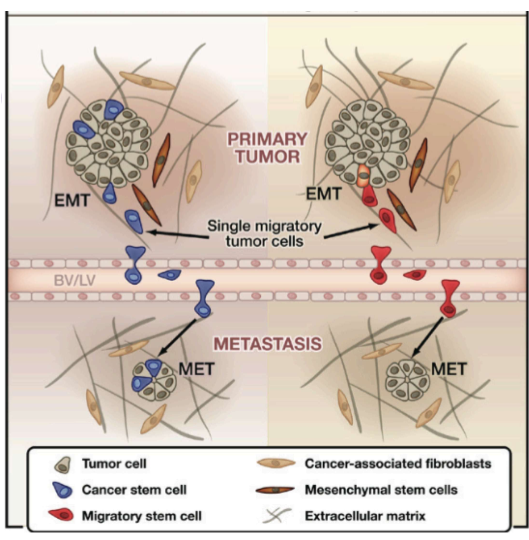 PRIMARY
TUMOR
EMT
EMT
Single migratory
tumor cells
BV/LV
METASTASIS
MET
MET
Tumor cell
Cancer-associated fibroblasts
Cancer stem cell
Mesenchymal stem cells
Migratory stem cell
Extracellular matrix